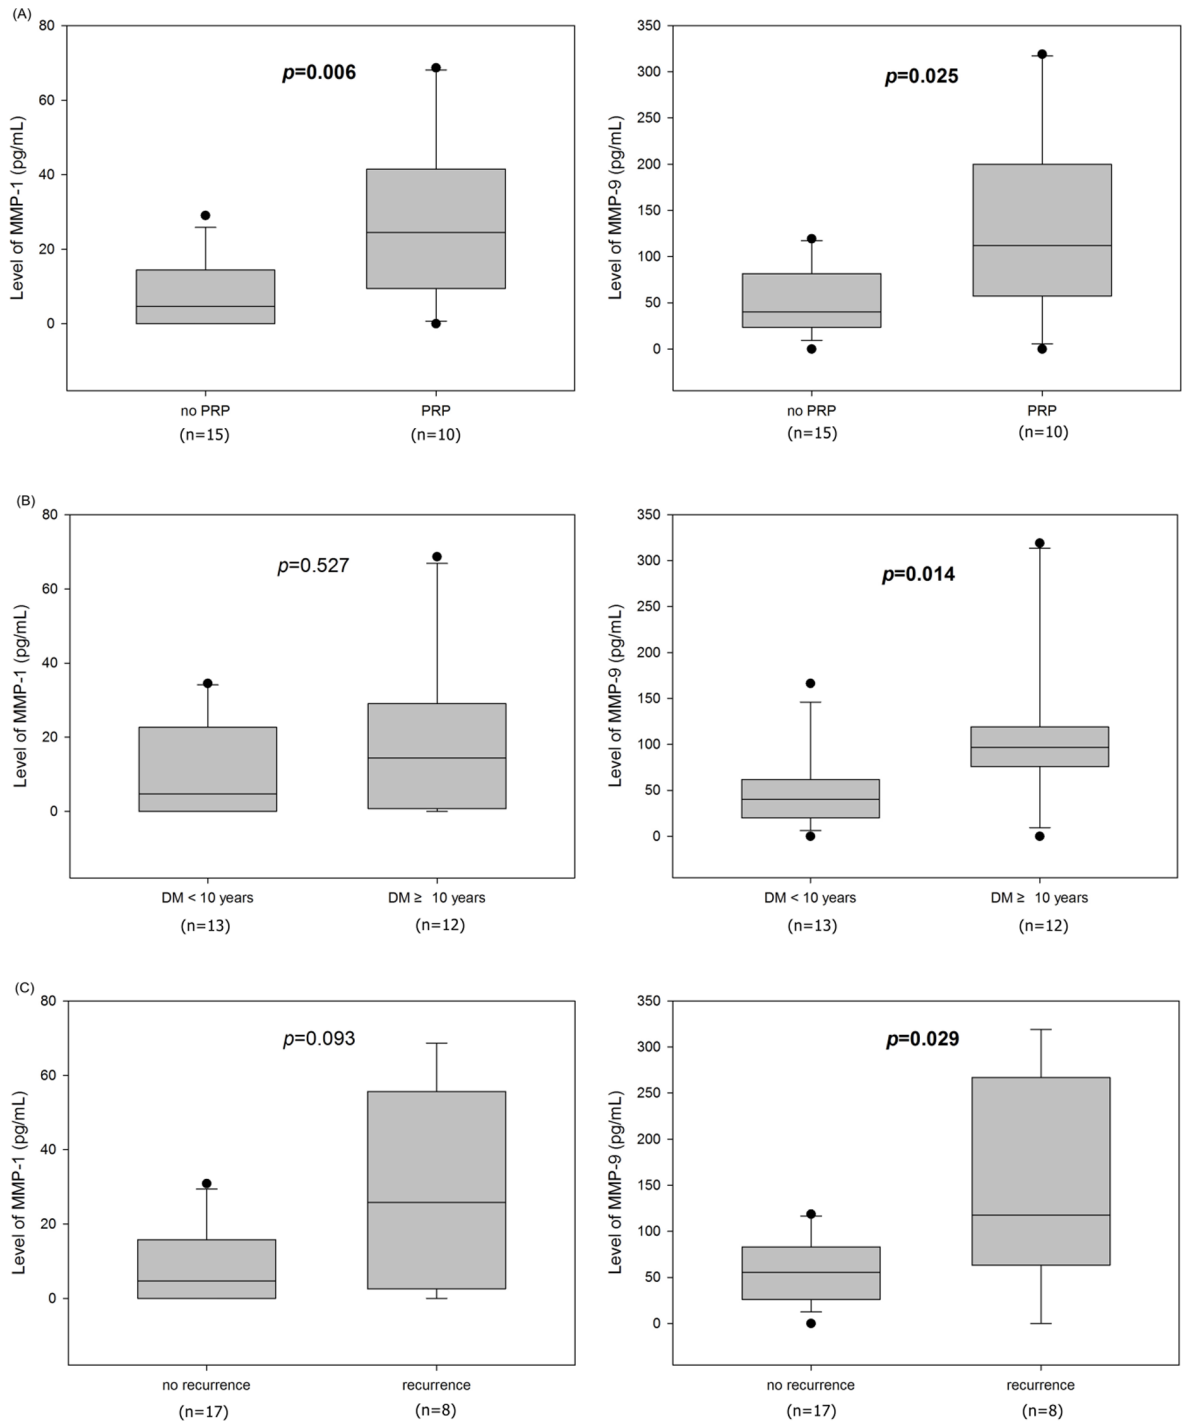 (A)
80
60
40
20
0
Level of MMP-1 (pg/mL)
p=0.006
no PRP
PRP
(n=15)
(n=10)
350
300
250
200
150
100
50
0
Level of MMP-9 (pg/mL)
p=0.025
no PRP
PRP
(n=15)
(n=10)
(B)
80
60
40
20
0
Level of MMP-1 (pg/mL)
p=0.527
DM < 10 years
DM ≥ 10 years
(n=13)
(n=12)
350
300
250
200
150
100
50
0
Level of MMP-9 (pg/mL)
p=0.014
DM < 10 years
DM ≥ 10 years
(n=13)
(n=12)
(C)
80
60
40
20
0
Level of MMP-1 (pg/mL)
p=0.093
no recurrence
recurrence
(n=17)
(n=8)
350
300
250
200
150
100
50
0
Level of MMP-9 (pg/mL)
p=0.029
no recurrence
recurrence
(n=17)
(n=8)